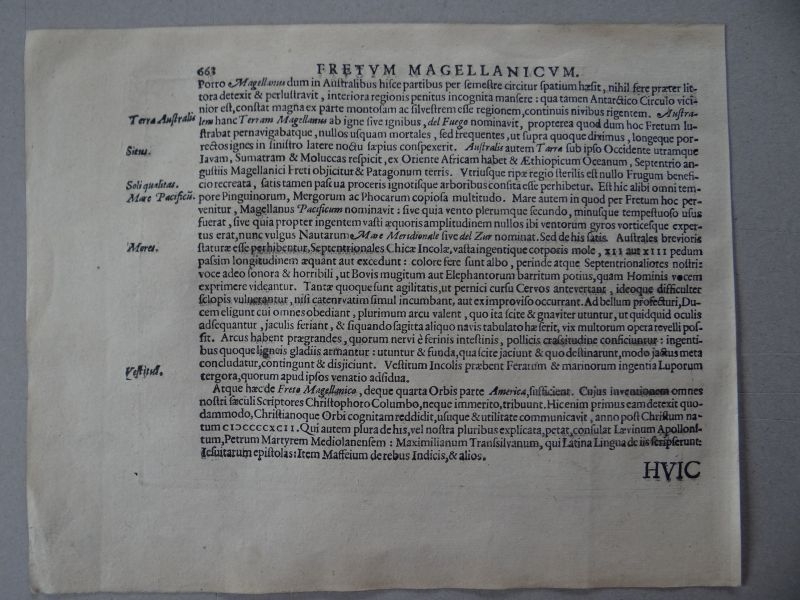 663 FRETVM MAGELLANICVM.
Porro Magellanus dum in Australibus hisce partibus per semestre circitur spatium hæsit, nihil fere præter lit-
tora detexit & perlustravit, interiora regionis penitus incognita mansere: qua tamen Antarctico Circulo vici-
nior est, constat magna ex parte montosam ac silvestrem esse regionem, continuis nivibus rigentem. Austra-
Terra Australis lem hanc Terram Magellanus ab igne sive ignibus, del Fuego nominavit, propterea quod dum hoc Fretum lu-
strabat pernavigabatque, nullos usquam mortales, sed frequentes, ut supra quoque diximus, longeque por-
Situs. rectos ignes in sinistro latere noctu sæpius conspexerit. Australis autem Terra sub ipso Occidente utramque
Iavam, Sumatram & Moluccas respicit, ex Oriente Africam habet & Æthiopicum Oceanum, Septentrio an-
gustiis Magellanici Freti objicitur & Patagonum terris. Vtriusque ripæ regio sterilis est nullo Frugum benefi-
Soli qualitas. cio recreata, satis tamen pascua proceris ignotisque arboribus consita esse perhibetur. Est hic alibi omni tem-
Mare Pacificũ. pore Pinguinorum, Mergorum ac Phocarum copiosa multitudo. Mare autem in quod per Fretum hoc per-
venitur, Magellanus Pacificum nominavit: sive quia vento plerumque secundo, minusque tempestuoso usus
fuerat, sive quia propter ingentem vasti æquoris amplitudinem nullos ibi ventorum gyros vorticesque exper-
tus erat, nunc vulgus Nautarum Mare Meridionale sive del Zur nominat. Sed de his satis. Australes brevioris
Mores. staturæ esse perhibentur, Septentrionales Chicæ Incolæ, vasta ingentique corporis mole, XII aut XIII pedum
passim longitudinem æquant aut excedunt: colore fere sunt albo, perinde atque Septentrionaliores nostri:
voce adeo sonora & horribili, ut Bovis mugitum aut Elephantorum barritum potius, quam Hominis vocem
exprimere videantur. Tantæ quoque sunt agilitatis, ut pernici cursu Cervos antevertant, ideoque difficulter
sclopis vulnerantur, nisi catervatim simul incumbant, aut ex improviso occurrant. Ad bellum profecturi, Du-
cem eligunt cui omnes obediant, plurimum arcu valent, quo ita scite & gnaviter utuntur, ut quidquid oculis
adsequantur, jaculis feriant, & siquando sagitta aliquo navis tabulato hæserit, vix multorum opera revelli pos-
sit. Arcus habent prægrandes, quorum nervi è ferinis intestinis, pollicis crassitudine conficiuntur: ingenti-
bus quoque ligneis gladiis armantur: utuntur & funda, qua scite jaciunt & quo destinarunt, modo jactus meta
concludatur, contingunt & disjiciunt. Vestitum Incolis præbent Ferarum & marinorum ingentia Luporum
Vestitus. tergora, quorum apud ipsos venatio adsidua.
Atque hæc de Freto Magellanico, deque quarta Orbis parte America, sufficient. Cujus inventionem omnes
nostri sæculi Scriptores Christophoro Columbo, neque immerito, tribuunt. Hic enim primus eam detexit quo-
dammodo, Christianoque Orbi cognitam reddidit, usque & utilitate communicavit, anno post Christum na-
tum CIↃCCCCXCII. Qui autem plura de his, vel nostra pluribus explicata, petat, consulat Lævinum Apolloni-
tum, Petrum Martyrem Mediolanensem: Maximilianum Transsilvanum, qui Latina Lingua de iis scripserunt:
Iesuitarum epistolas: Item Maffeium de rebus Indicis, & alios.
HVIC